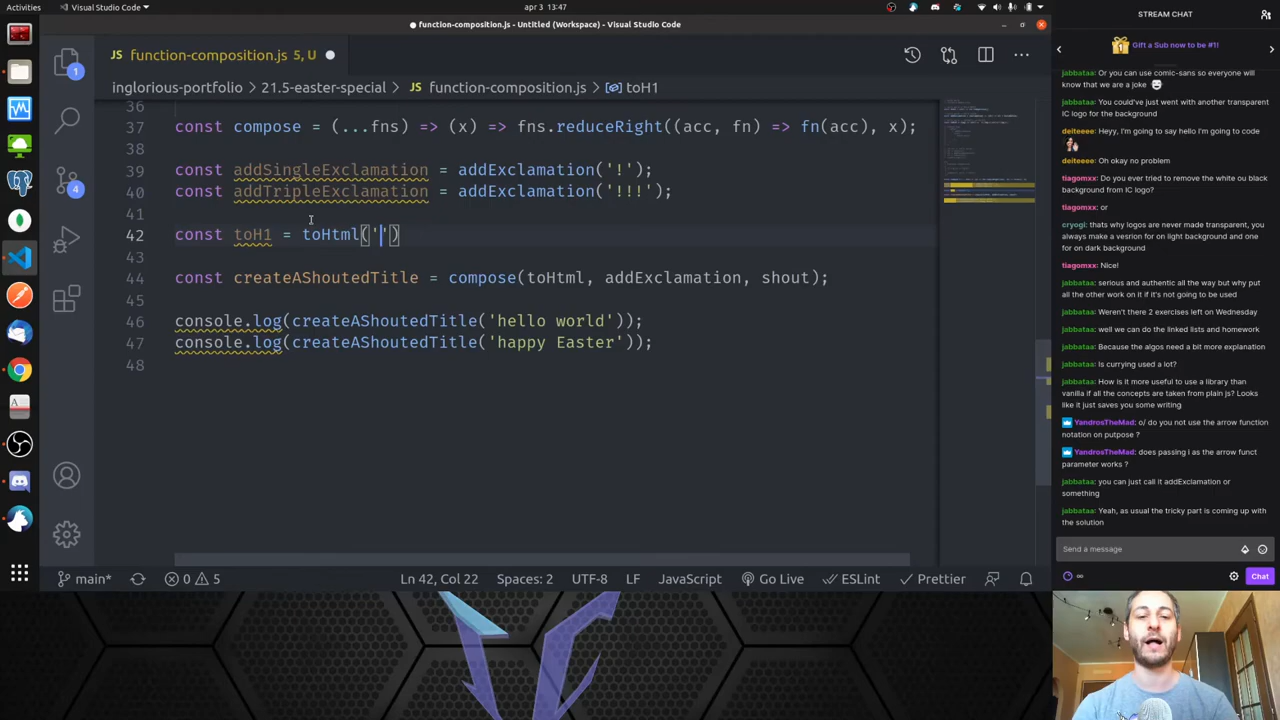 Activities
Visual Studio Code
apr 3 13:47
function-composition.js - Untitled (Workspace) - Visual Studio Code
JS function-composition.js 5, U
inglorious-portfolio > 21.5-easter-special > JS function-composition.js > toH1
36
37 const compose = (...fns) => (x) => fns.reduceRight((acc, fn) => fn(acc), x);
39 const addSingleExclamation = addExclamation('!');
40 const addTripleExclamation = addExclamation('!!!');
41
42 const toH1 = toHtml('')
43
44 const createAShoutedTitle = compose(toHtml, addExclamation, shout);
45
46 console.log(createAShoutedTitle('hello world'));
47 console.log(createAShoutedTitle('happy Easter'));
48
1
4
main*
0
5
Ln 42, Col 22
Spaces: 2
UTF-8
LF
JavaScript
Go Live
ESLint
Prettier
STREAM CHAT
Gift a Sub now to be #1!
jabbataa: Or you can use comic-sans so everyone will
know that we are a joke
jabbataa: You could've just went with another transparent
IC logo for the background
deiteeee: Heyy, I'm going to say hello i'm going to code
deiteeee: Oh okay no problem
tiagomxx: Do you ever tried to remove the white ou black
background from IC logo?
tiagomxx: or
cryogi: thats why logos are never made transparent, you
always make a vesrion for on light background and one
for on dark background
tiagomxx: Nice!
jabbataa: serious and authentic all the way but why put
all the other work on it if it's not going to be used
jabbataa: Weren't there 2 exercises left on Wednesday
jabbataa: well we can do the linked lists and homework
jabbataa: Because the algos need a bit more explanation
jabbataa: Is currying used a lot?
jabbataa: How is it more useful to use a library than
vanilla if all the concepts are taken from plain js? Looks
like it just saves you some writing
YandrosTheMad: o/ do you not use the arrow function
notation on putpose ?
YandrosTheMad: does passing I as the arrow funct
parameter works ?
jabbataa: you can just call it addExclamation or
something
jabbataa: Yeah, as usual the tricky part is coming up with
the solution
Send a message
∞
Chat